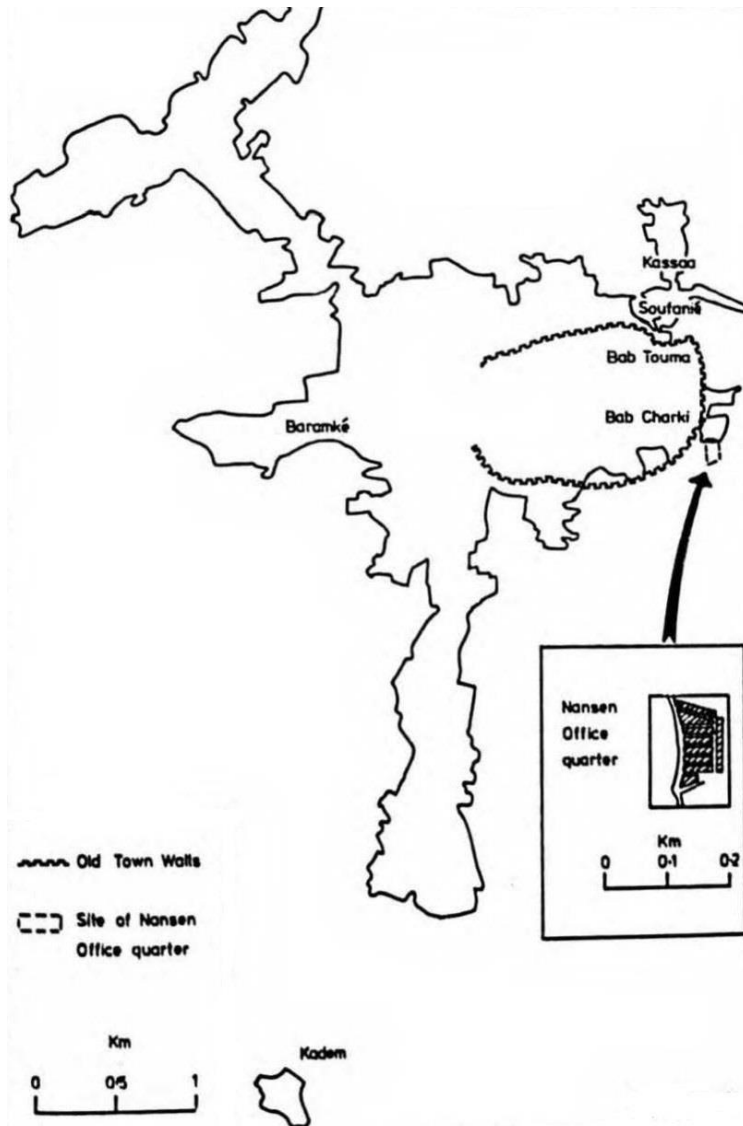 Kassaa
Soufanié
Bab Touma
Bab Charki
Baramké
Nansen
Office
quarter
Km
0 0·1 0·2
Old Town Walls
Site of Nansen
Office quarter
Km
0 0·5 1
Kadem